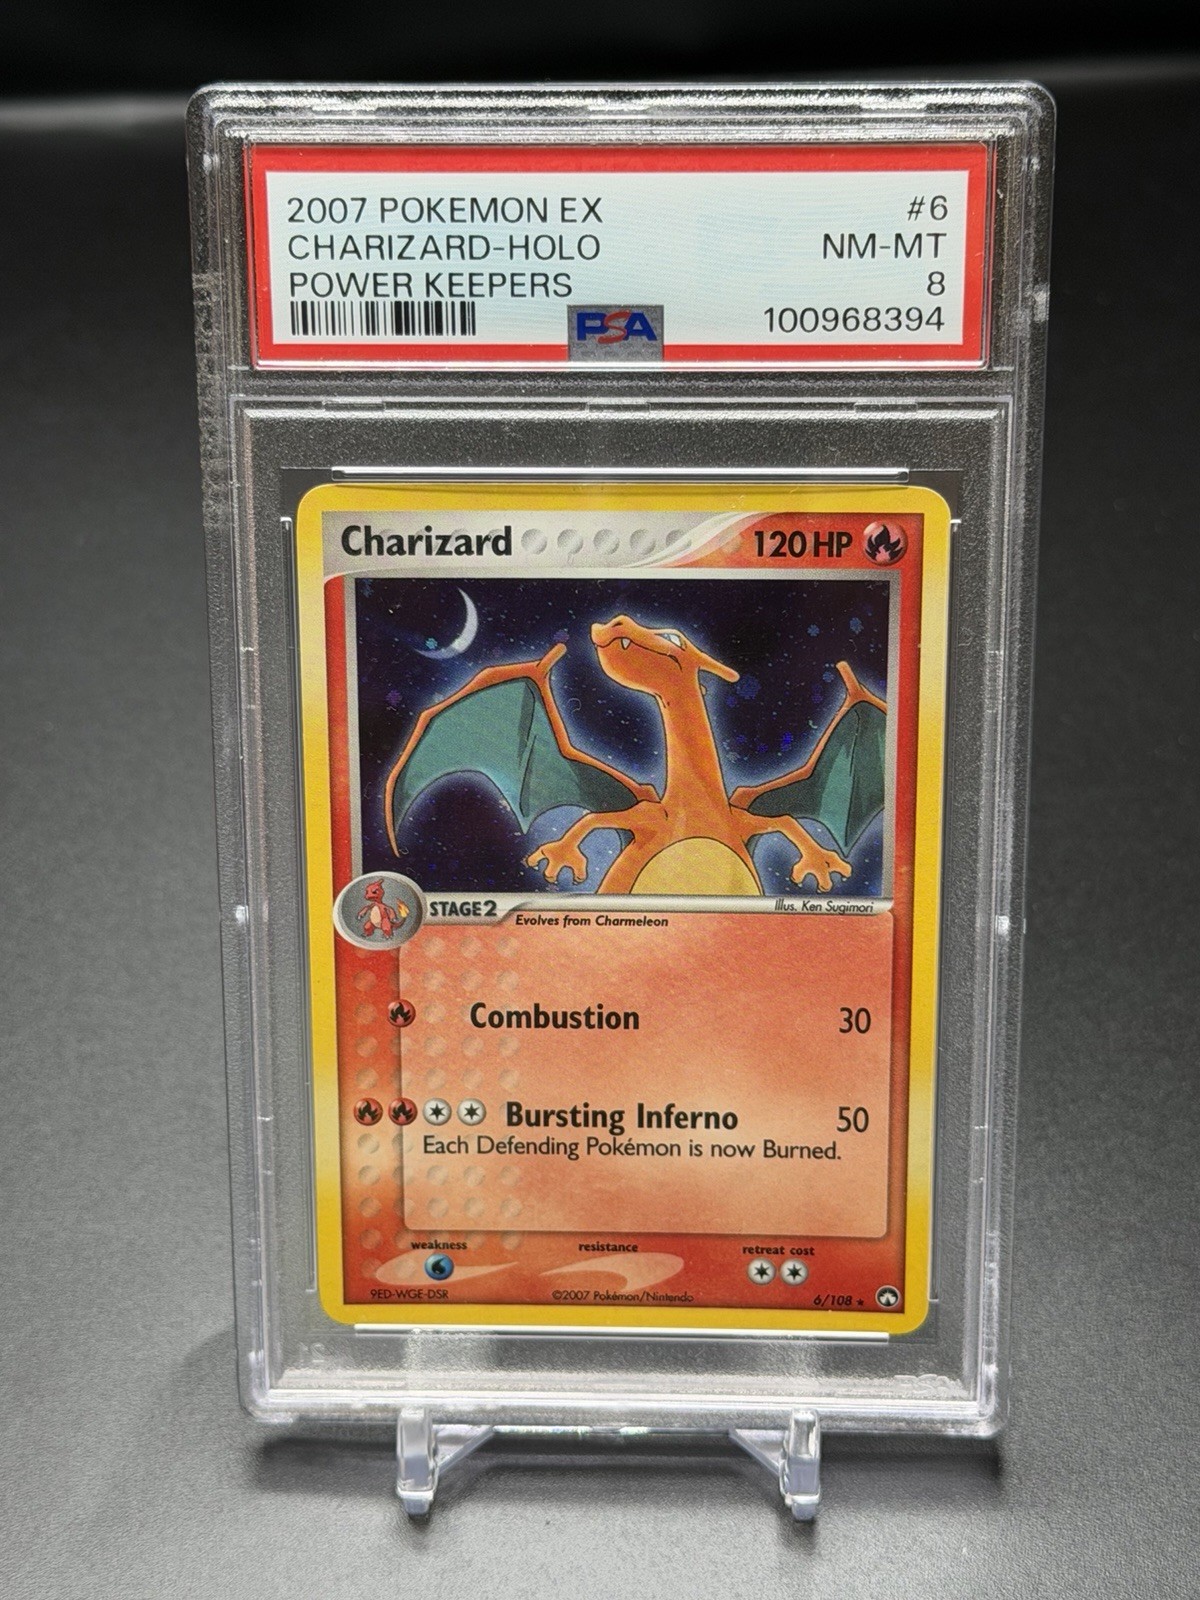 2007 POKEMON EX #6
CHARIZARD-HOLO NM-MT
POWER KEEPERS 8
PSA 100968394
Charizard 120 HP
STAGE 2 Evolves from Charmeleon Illus. Ken Sugimori
Combustion 30
Bursting Inferno 50
Each Defending Pokémon is now Burned.
weakness resistance retreat cost
9ED-WGE-DSR ©2007 Pokémon/Nintendo 6/108 ★